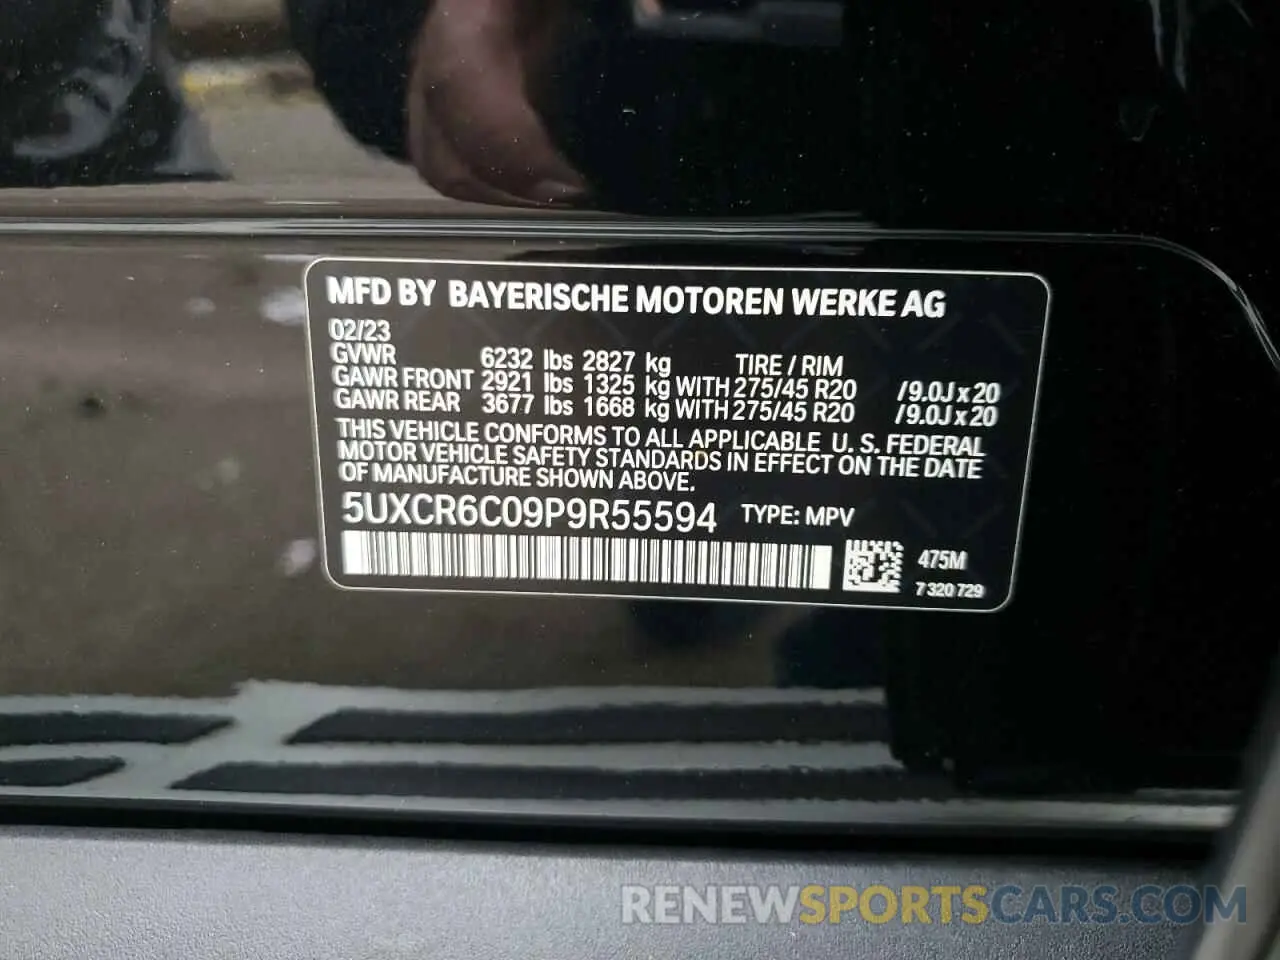 MFD BY BAYERISCHE MOTOREN WERKE AG
02/23
GVWR 6232 lbs 2827 kg TIRE / RIM
GAWR FRONT 2921 lbs 1325 kg WITH 275/45 R20 /9.0J x 20
GAWR REAR 3677 lbs 1668 kg WITH 275/45 R20 /9.0J x 20
THIS VEHICLE CONFORMS TO ALL APPLICABLE U. S. FEDERAL
MOTOR VEHICLE SAFETY STANDARDS IN EFFECT ON THE DATE
OF MANUFACTURE SHOWN ABOVE.
5UXCR6C09P9R55594 TYPE: MPV
475M
7 320 729
RENEWSPORTSCARS.COM